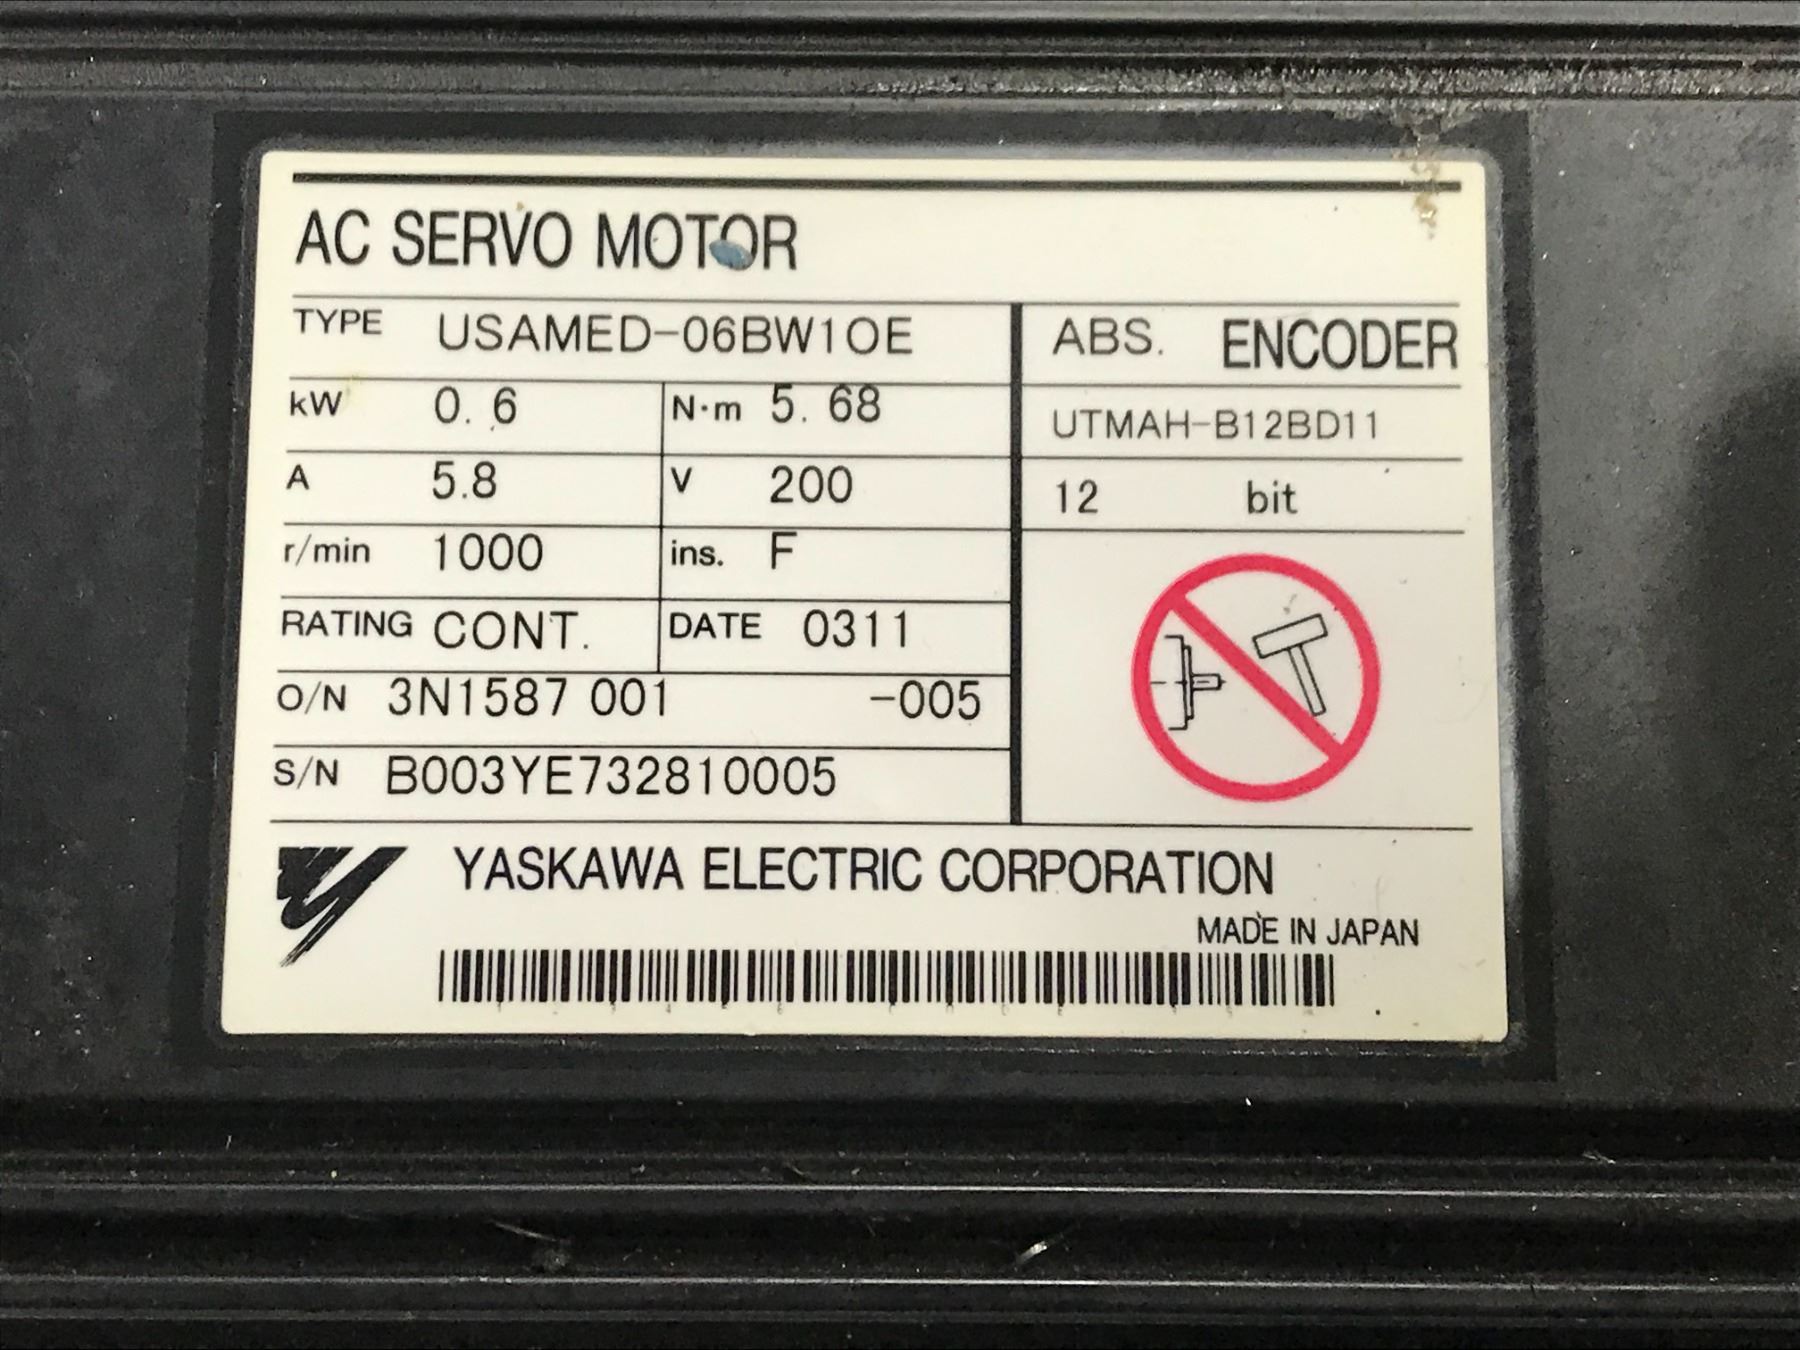 AC SERVO MOTOR
TYPE USAMED-06BW1OE
kW 0. 6 N·m 5. 68
A 5.8 V 200
r/min 1000 ins. F
RATING CONT. DATE 0311
O/N 3N1587 001 -005
S/N B003YE732810005
ABS. ENCODER
UTMAH-B12BD11
12 bit
YASKAWA ELECTRIC CORPORATION
MADE IN JAPAN